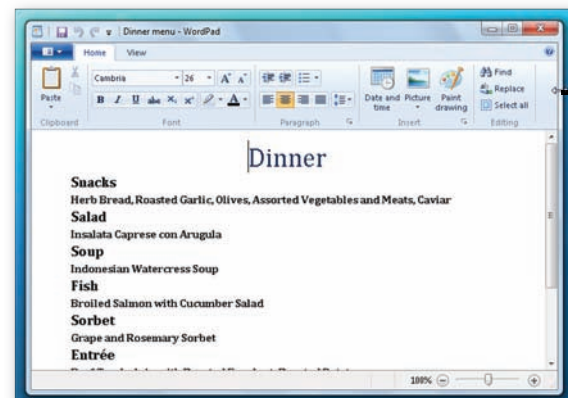 Dinner menu - WordPad
Home View
Cambria 26 A A
Find
Replace
Select all
Paste
B I U abc X₂ X² A
Date and time Picture Paint drawing
Clipboard Font Paragraph Insert Editing
Dinner
Snacks
Herb Bread, Roasted Garlic, Olives, Assorted Vegetables and Meats, Caviar
Salad
Insalata Caprese con Arugula
Soup
Indonesian Watercress Soup
Fish
Broiled Salmon with Cucumber Salad
Sorbet
Grape and Rosemary Sorbet
Entrée
100%